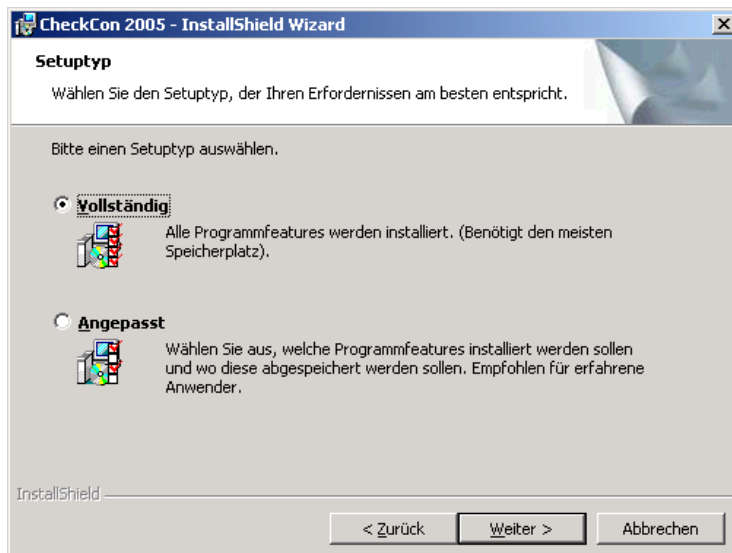 CheckCon 2005 - InstallShield Wizard
Setuptyp
Wählen Sie den Setuptyp, der Ihren Erfordernissen am besten entspricht.
Bitte einen Setuptyp auswählen.
Vollständig
Alle Programmfeatures werden installiert. (Benötigt den meisten
Speicherplatz).
Angepasst
Wählen Sie aus, welche Programmfeatures installiert werden sollen
und wo diese abgespeichert werden sollen. Empfohlen für erfahrene
Anwender.
InstallShield
< Zurück
Weiter >
Abbrechen